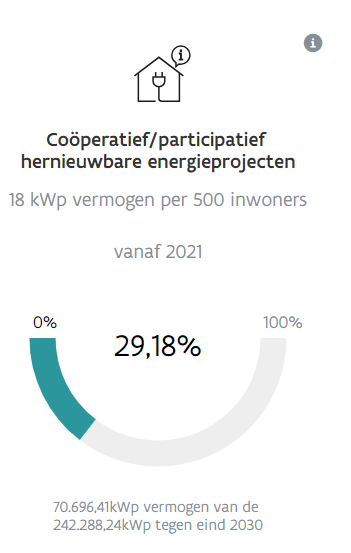 Coöperatief/participatief
hernieuwbare energieprojecten
18 kWp vermogen per 500 inwoners
vanaf 2021
0%
100%
29,18%
70.696,41kWp vermogen van de
242.288,24kWp tegen eind 2030